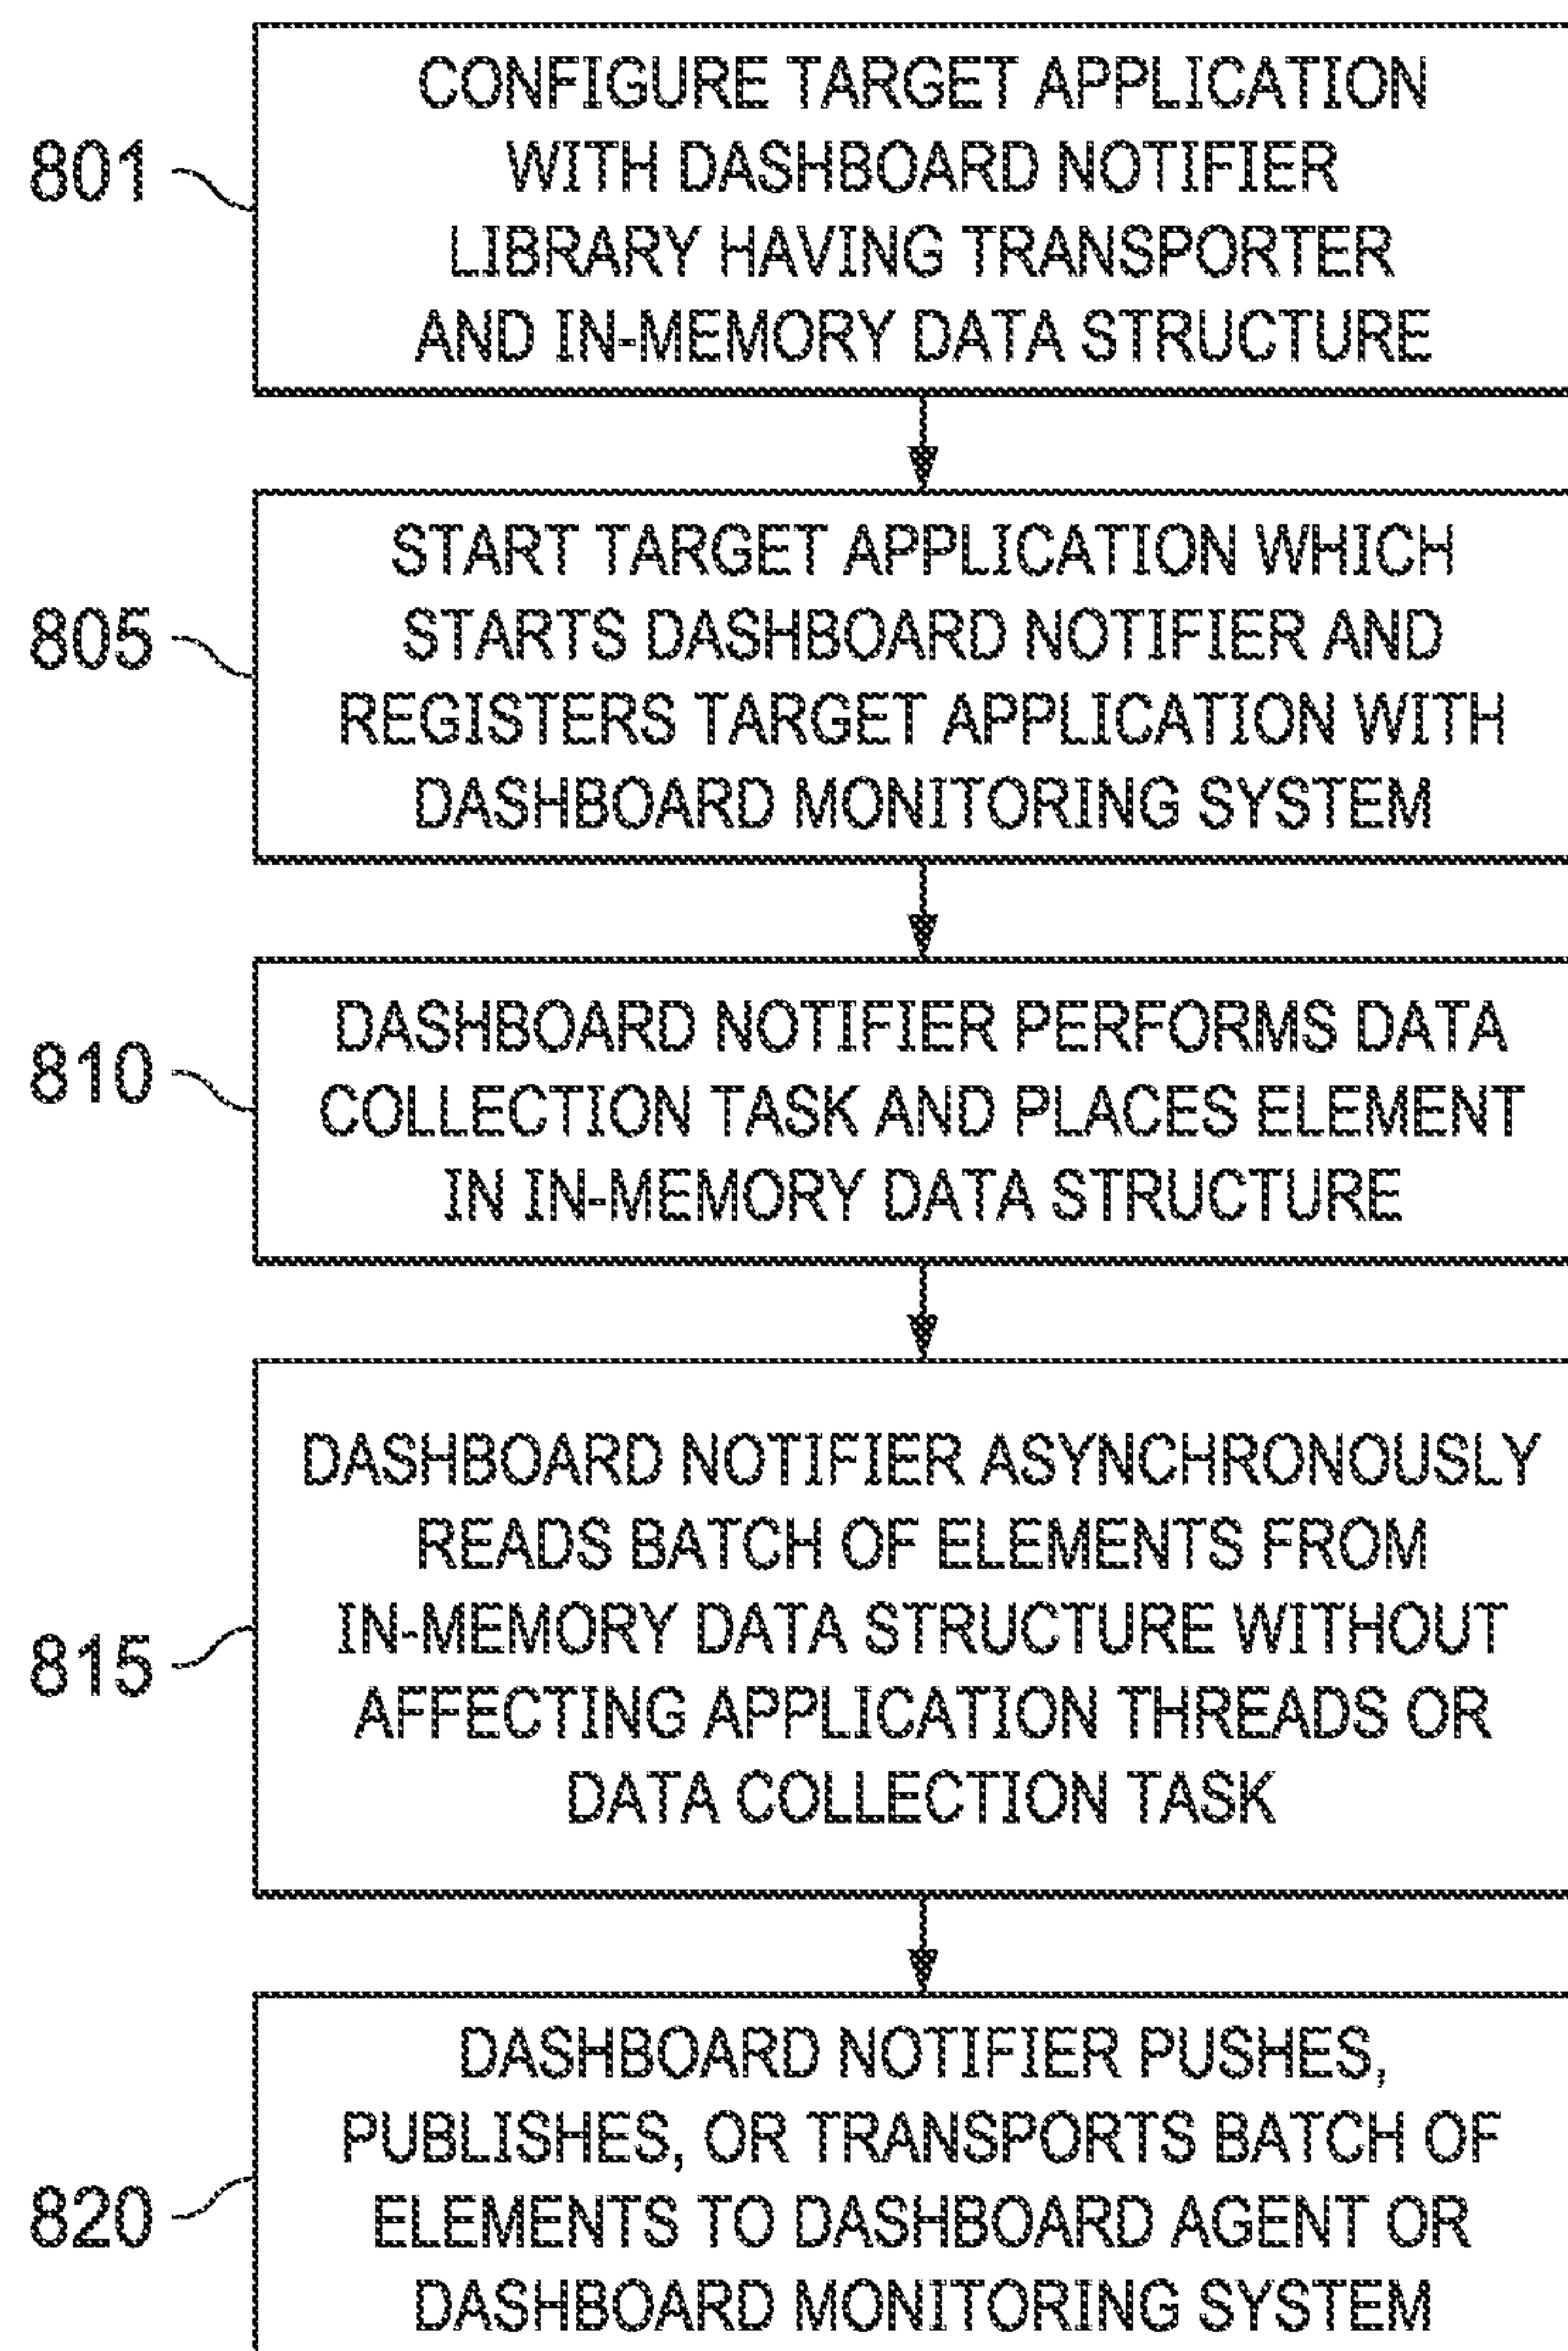 CONFIGURE TARGET APPLICATION
WITH DASHBOARD NOTIFIER
801
LIBRARY HAVING TRANSPORTER
AND IN-MEMORY DATA STRUCTURE
START TARGET APPLICATION WHICH
STARTS DASHBOARD NOTIFIER AND
805
REGISTERS TARGET APPLICATION WITH
DASHBOARD MONITORING SYSTEM
DASHBOARD NOTIFIER PERFORMS DATA
810
COLLECTION TASK AND PLACES ELEMENT
IN IN-MEMORY DATA STRUCTURE
DASHBOARD NOTIFIER ASYNCHRONOUSLY
READS BATCH OF ELEMENTS FROM
IN-MEMORY DATA STRUCTURE WITHOUT
815
AFFECTING APPLICATION THREADS OR
DATA COLLECTION TASK
DASHBOARD NOTIFIER PUSHES,
PUBLISHES, OR TRANSPORTS BATCH OF
820
ELEMENTS TO DASHBOARD AGENT OR
DASHBOARD MONITORING SYSTEM